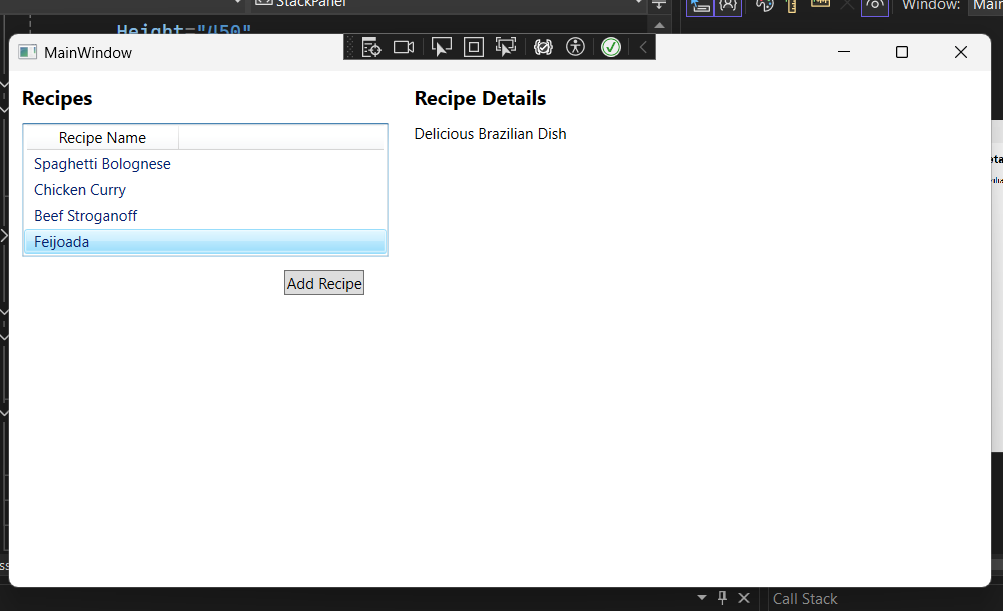 StackPanel
Window:
Main
Height="450"
MainWindow
Recipes
Recipe Details
Recipe Name
Delicious Brazilian Dish
Spaghetti Bolognese
Chicken Curry
Beef Stroganoff
Feijoada
Add Recipe
Call Stack